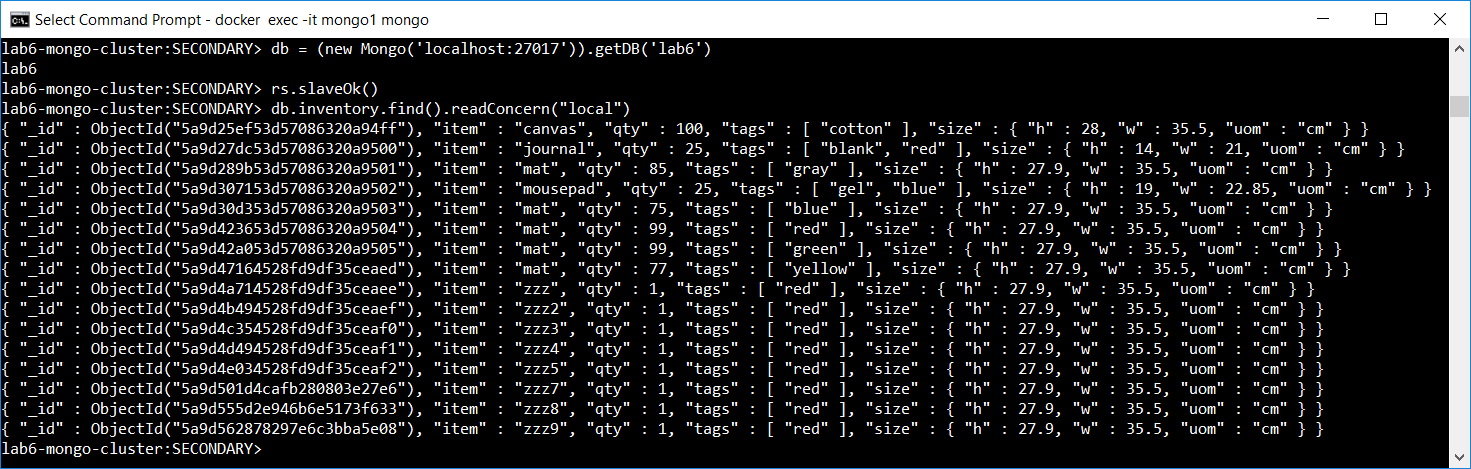 Select Command Prompt - docker  exec -it mongo1 mongo
lab6-mongo-cluster:SECONDARY> db = (new Mongo('localhost:27017')).getDB('lab6')
lab6
lab6-mongo-cluster:SECONDARY> rs.slaveOk()
lab6-mongo-cluster:SECONDARY> db.inventory.find().readConcern("local")
{ "_id" : ObjectId("5a9d25ef53d57086320a94ff"), "item" : "canvas", "qty" : 100, "tags" : [ "cotton" ], "size" : { "h" : 28, "w" : 35.5, "uom" : "cm" } }
{ "_id" : ObjectId("5a9d27dc53d57086320a9500"), "item" : "journal", "qty" : 25, "tags" : [ "blank", "red" ], "size" : { "h" : 14, "w" : 21, "uom" : "cm" } }
{ "_id" : ObjectId("5a9d289b53d57086320a9501"), "item" : "mat", "qty" : 85, "tags" : [ "gray" ], "size" : { "h" : 27.9, "w" : 35.5, "uom" : "cm" } }
{ "_id" : ObjectId("5a9d307153d57086320a9502"), "item" : "mousepad", "qty" : 25, "tags" : [ "gel", "blue" ], "size" : { "h" : 19, "w" : 22.85, "uom" : "cm" } }
{ "_id" : ObjectId("5a9d30d353d57086320a9503"), "item" : "mat", "qty" : 75, "tags" : [ "blue" ], "size" : { "h" : 27.9, "w" : 35.5, "uom" : "cm" } }
{ "_id" : ObjectId("5a9d423653d57086320a9504"), "item" : "mat", "qty" : 99, "tags" : [ "red" ], "size" : { "h" : 27.9, "w" : 35.5, "uom" : "cm" } }
{ "_id" : ObjectId("5a9d42a053d57086320a9505"), "item" : "mat", "qty" : 99, "tags" : [ "green" ], "size" : { "h" : 27.9, "w" : 35.5, "uom" : "cm" } }
{ "_id" : ObjectId("5a9d47164528fd9df35ceaed"), "item" : "mat", "qty" : 77, "tags" : [ "yellow" ], "size" : { "h" : 27.9, "w" : 35.5, "uom" : "cm" } }
{ "_id" : ObjectId("5a9d4a714528fd9df35ceaee"), "item" : "zzz", "qty" : 1, "tags" : [ "red" ], "size" : { "h" : 27.9, "w" : 35.5, "uom" : "cm" } }
{ "_id" : ObjectId("5a9d4b494528fd9df35ceaef"), "item" : "zzz2", "qty" : 1, "tags" : [ "red" ], "size" : { "h" : 27.9, "w" : 35.5, "uom" : "cm" } }
{ "_id" : ObjectId("5a9d4c354528fd9df35ceaf0"), "item" : "zzz3", "qty" : 1, "tags" : [ "red" ], "size" : { "h" : 27.9, "w" : 35.5, "uom" : "cm" } }
{ "_id" : ObjectId("5a9d4d494528fd9df35ceaf1"), "item" : "zzz4", "qty" : 1, "tags" : [ "red" ], "size" : { "h" : 27.9, "w" : 35.5, "uom" : "cm" } }
{ "_id" : ObjectId("5a9d4e034528fd9df35ceaf2"), "item" : "zzz5", "qty" : 1, "tags" : [ "red" ], "size" : { "h" : 27.9, "w" : 35.5, "uom" : "cm" } }
{ "_id" : ObjectId("5a9d501d4cafb280803e27e6"), "item" : "zzz7", "qty" : 1, "tags" : [ "red" ], "size" : { "h" : 27.9, "w" : 35.5, "uom" : "cm" } }
{ "_id" : ObjectId("5a9d555d2e946b6e5173f633"), "item" : "zzz8", "qty" : 1, "tags" : [ "red" ], "size" : { "h" : 27.9, "w" : 35.5, "uom" : "cm" } }
{ "_id" : ObjectId("5a9d562878297e6c3bba5e08"), "item" : "zzz9", "qty" : 1, "tags" : [ "red" ], "size" : { "h" : 27.9, "w" : 35.5, "uom" : "cm" } }
lab6-mongo-cluster:SECONDARY>